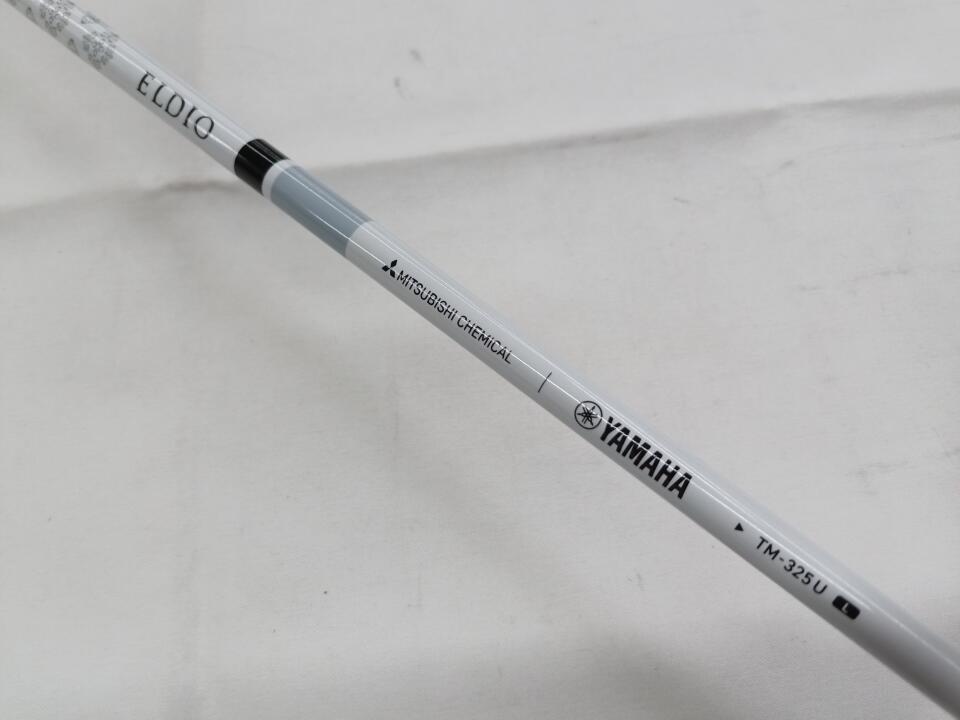 ELDIO
MITSUBISHI CHEMICAL | YAMAHA
TM-325U L